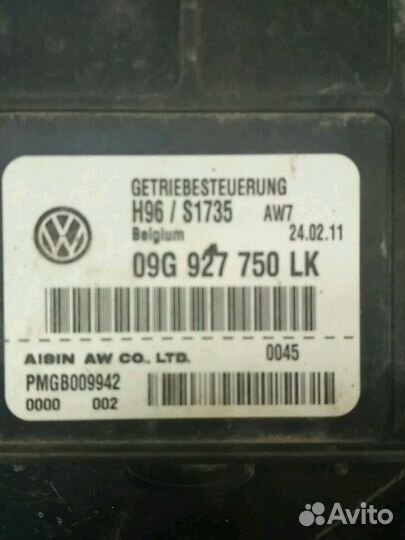 GETRIEBESTEUERUNG
H96 / S1735 AW7
Belgium 24.02.11
09G 927 750 LK
AISIN AW CO., LTD. 0045
PMGB009942
0000 002
Avito